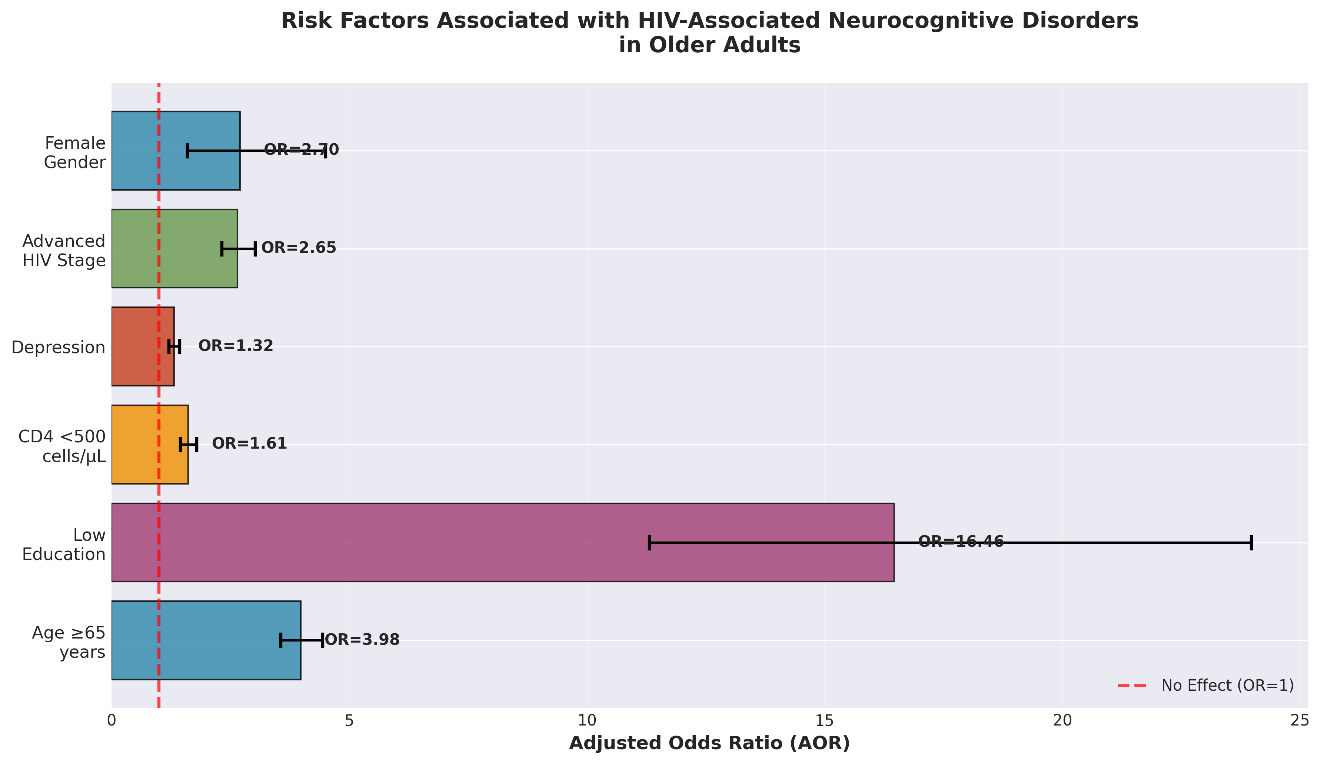 Risk Factors Associated with HIV-Associated Neurocognitive Disorders
in Older Adults
Female
Gender
OR=2.70
Advanced
HIV Stage
OR=2.65
Depression
OR=1.32
CD4 <500
cells/μL
OR=1.61
Low
Education
OR=16.46
Age ≥65
years
OR=3.98
No Effect (OR=1)
0 5 10 15 20 25
Adjusted Odds Ratio (AOR)